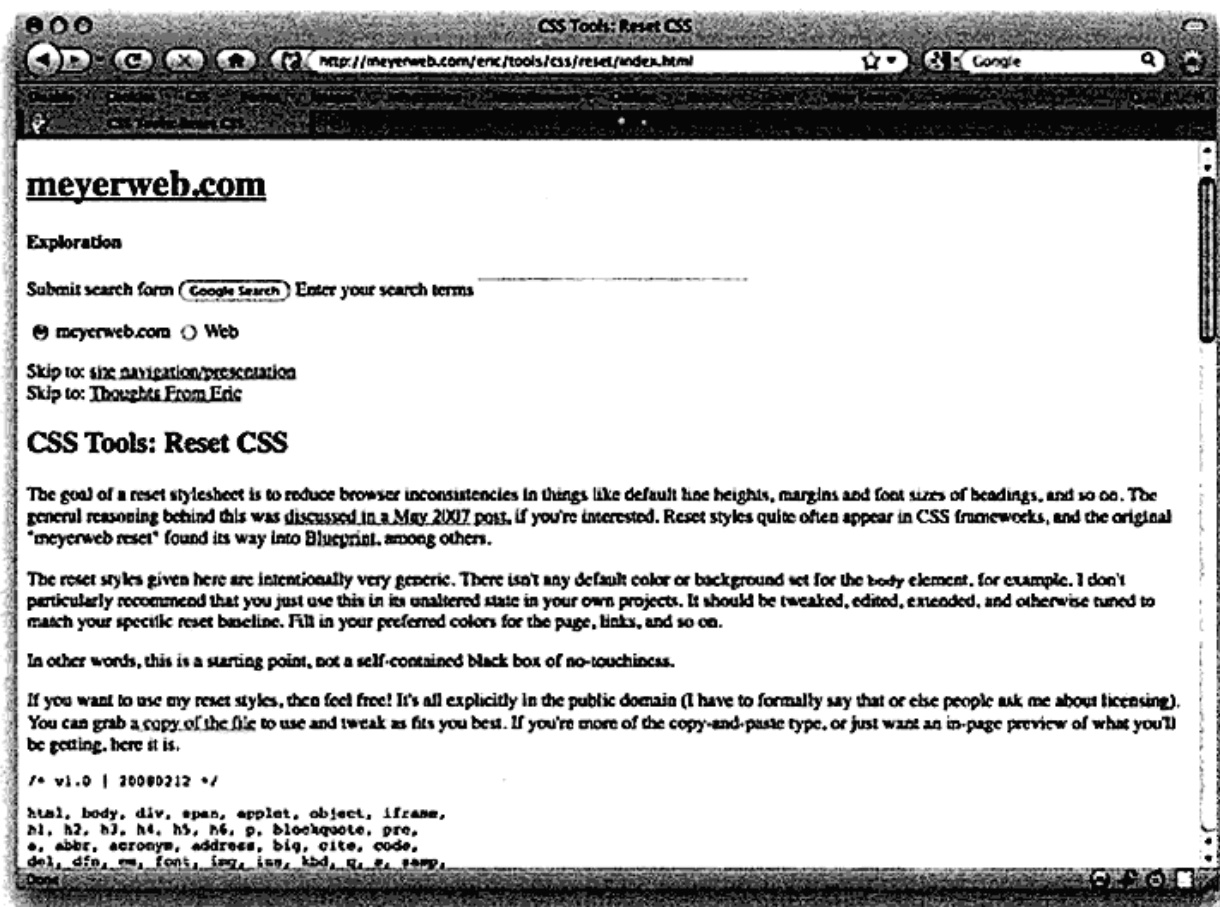 CSS Tools: Reset CSS
http://meyerweb.com/eric/tools/css/reset/index.html
Google
CSS Tools: Reset CSS
meyerweb.com
Exploration
Submit search form Google Search Enter your search terms
meyerweb.com Web
Skip to: site navigation/presentation
Skip to: Thoughts From Eric
CSS Tools: Reset CSS
The goal of a reset stylesheet is to reduce browser inconsistencies in things like default line heights, margins and font sizes of headings, and so on. The
general reasoning behind this was discussed in a May 2007 post, if you're interested. Reset styles quite often appear in CSS frameworks, and the original
"meyerweb reset" found its way into Blueprint, among others.
The reset styles given here are intentionally very generic. There isn't any default color or background set for the body element, for example. I don't
particularly recommend that you just use this in its unaltered state in your own projects. It should be tweaked, edited, extended, and otherwise tuned to
match your specific reset baseline. Fill in your preferred colors for the page, links, and so on.
In other words, this is a starting point, not a self-contained black box of no-touchiness.
If you want to use my reset styles, then feel free! It's all explicitly in the public domain (I have to formally say that or else people ask me about licensing).
You can grab a copy of the file to use and tweak as fits you best. If you're more of the copy-and-paste type, or just want an in-page preview of what you'll
be getting, here it is.
/* v1.0 | 20080212 */
html, body, div, span, applet, object, iframe,
h1, h2, h3, h4, h5, h6, p, blockquote, pre,
a, abbr, acronym, address, big, cite, code,
del, dfn, em, font, img, ins, kbd, q, s, samp,
Done